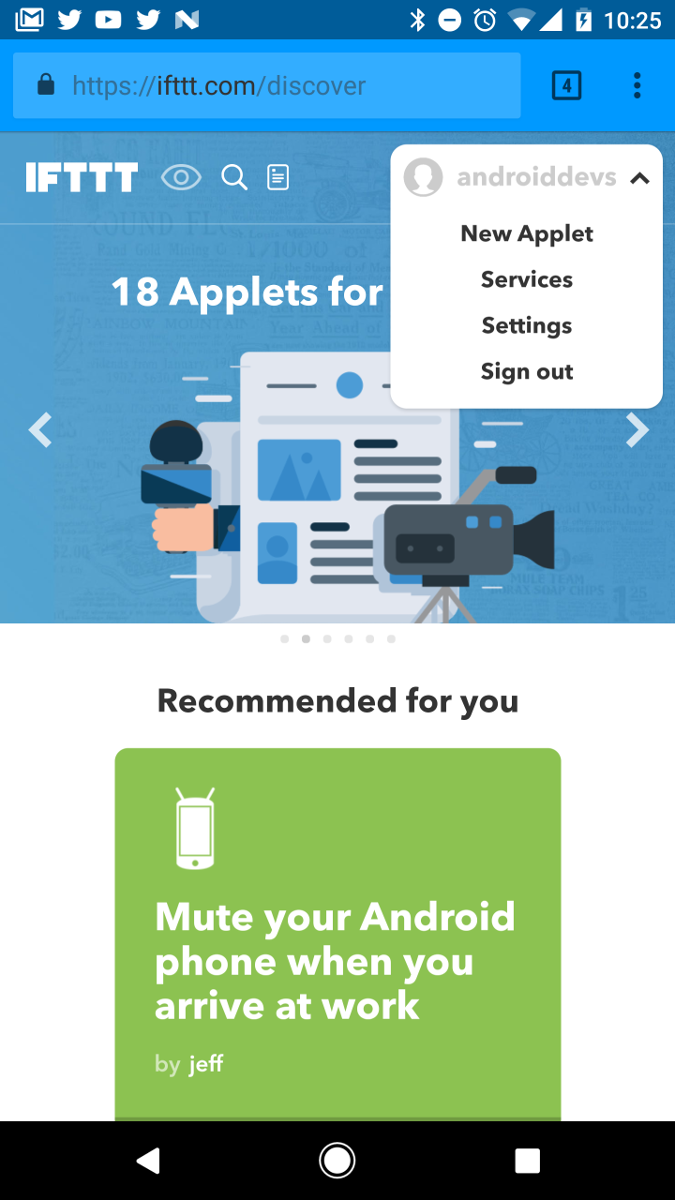 10:25
https://ifttt.com/discover
4
IFTTT
androiddevs
New Applet
Services
Settings
Sign out
18 Applets for
Recommended for you
Mute your Android
phone when you
arrive at work
by jeff